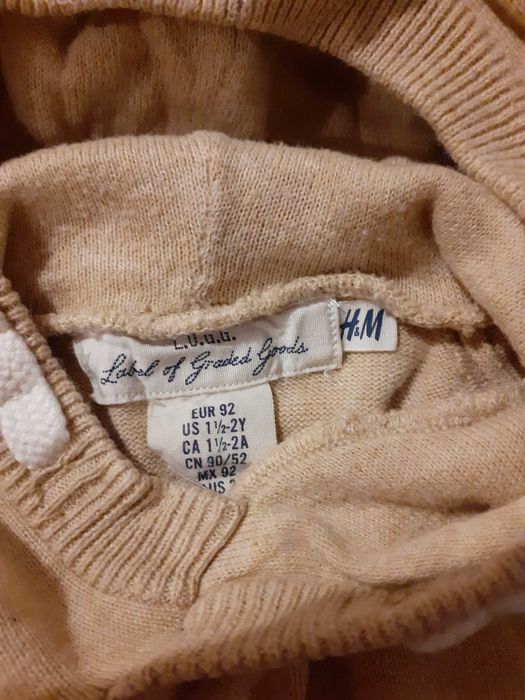 L.O.G.G.
Label of Graded Goods
H&M
EUR 92
US 1½-2Y
CA 1½-2A
CN 90/52
MX 92